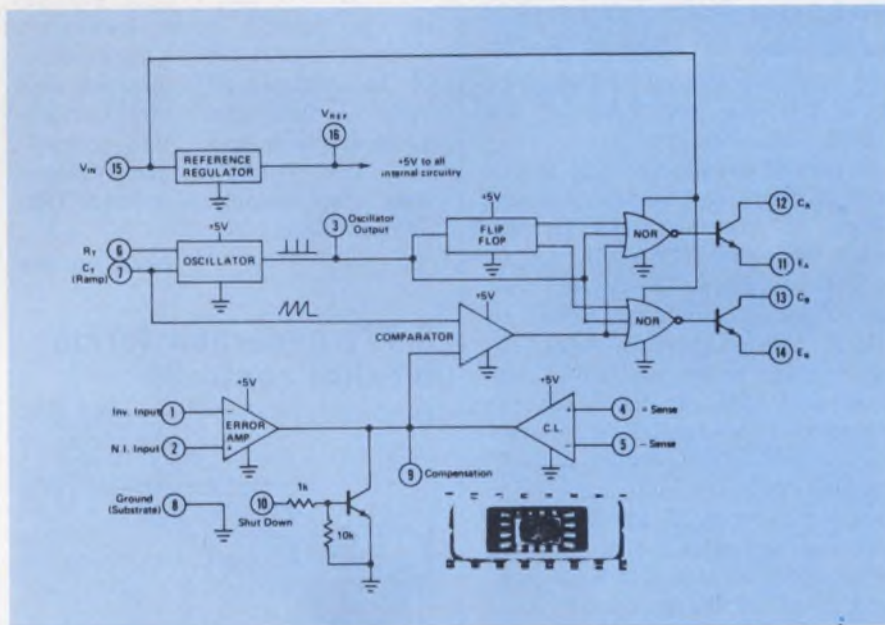 VREF
16
VIN 15
REFERENCE
REGULATOR
+5V to all
internal circuitry
12 CA
+5V
3 Oscillator
Output
+5V
FLIP
FLOP
NOR
RT 6
CT 7
(Ramp)
OSCILLATOR
11 EA
13 CB
+5V
NOR
COMPARATOR
14 EB
+5V
+5V
Inv. Input 1
−
ERROR
AMP
+
N.I. Input 2
+
C.L.
−
4 = Sense
5 − Sense
9 Compensation
Ground 8
(Substrate)
10
Shut Down
1k
10k